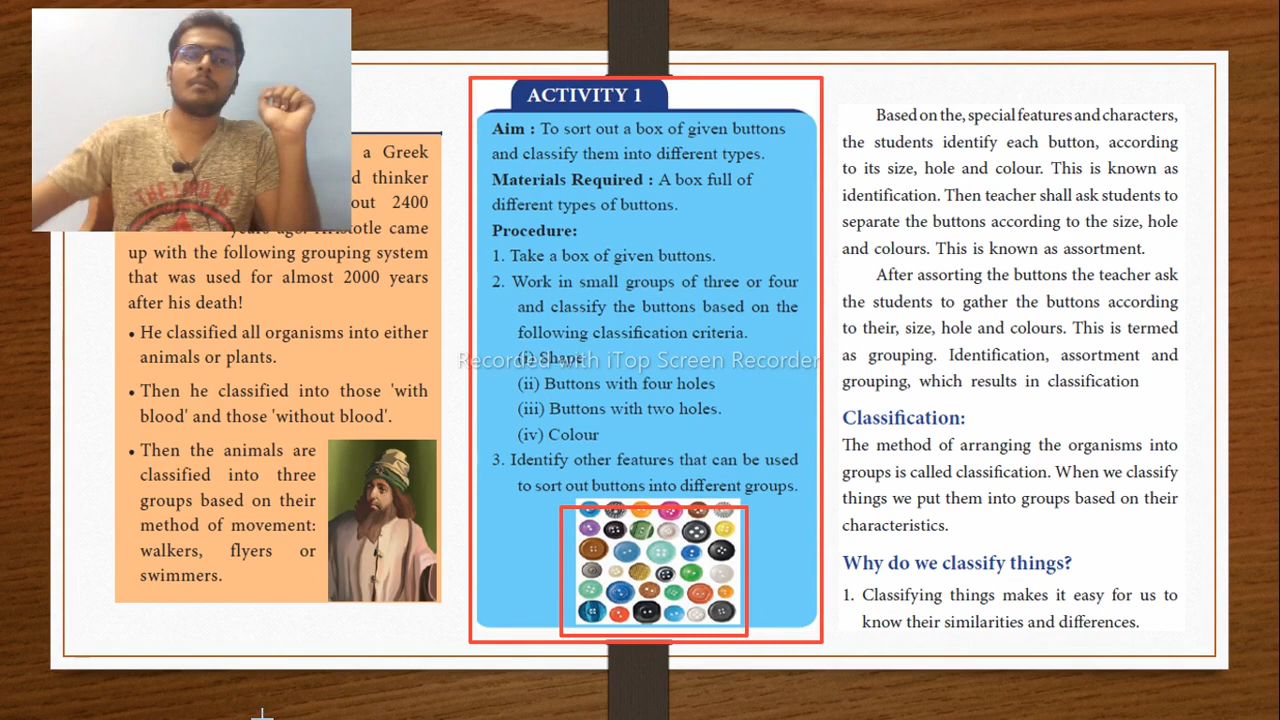 a Greek
d thinker
out 2400
years ago. Aristotle came
up with the following grouping system
that was used for almost 2000 years
after his death!
• He classified all organisms into either
animals or plants.
• Then he classified into those 'with
blood' and those 'without blood'.
• Then the animals are
classified into three
groups based on their
method of movement:
walkers, flyers or
swimmers.
THE LORD IS
ACTIVITY 1
Aim : To sort out a box of given buttons
and classify them into different types.
Materials Required : A box full of
different types of buttons.
Procedure:
1. Take a box of given buttons.
2. Work in small groups of three or four
and classify the buttons based on the
following classification criteria.
(i) Shape
(ii) Buttons with four holes
(iii) Buttons with two holes.
(iv) Colour
3. Identify other features that can be used
to sort out buttons into different groups.
Recorded with iTop Screen Recorder
Based on the, special features and characters,
the students identify each button, according
to its size, hole and colour. This is known as
identification. Then teacher shall ask students to
separate the buttons according to the size, hole
and colours. This is known as assortment.
After assorting the buttons the teacher ask
the students to gather the buttons according
to their, size, hole and colours. This is termed
as grouping. Identification, assortment and
grouping, which results in classification
Classification:
The method of arranging the organisms into
groups is called classification. When we classify
things we put them into groups based on their
characteristics.
Why do we classify things?
1. Classifying things makes it easy for us to
know their similarities and differences.